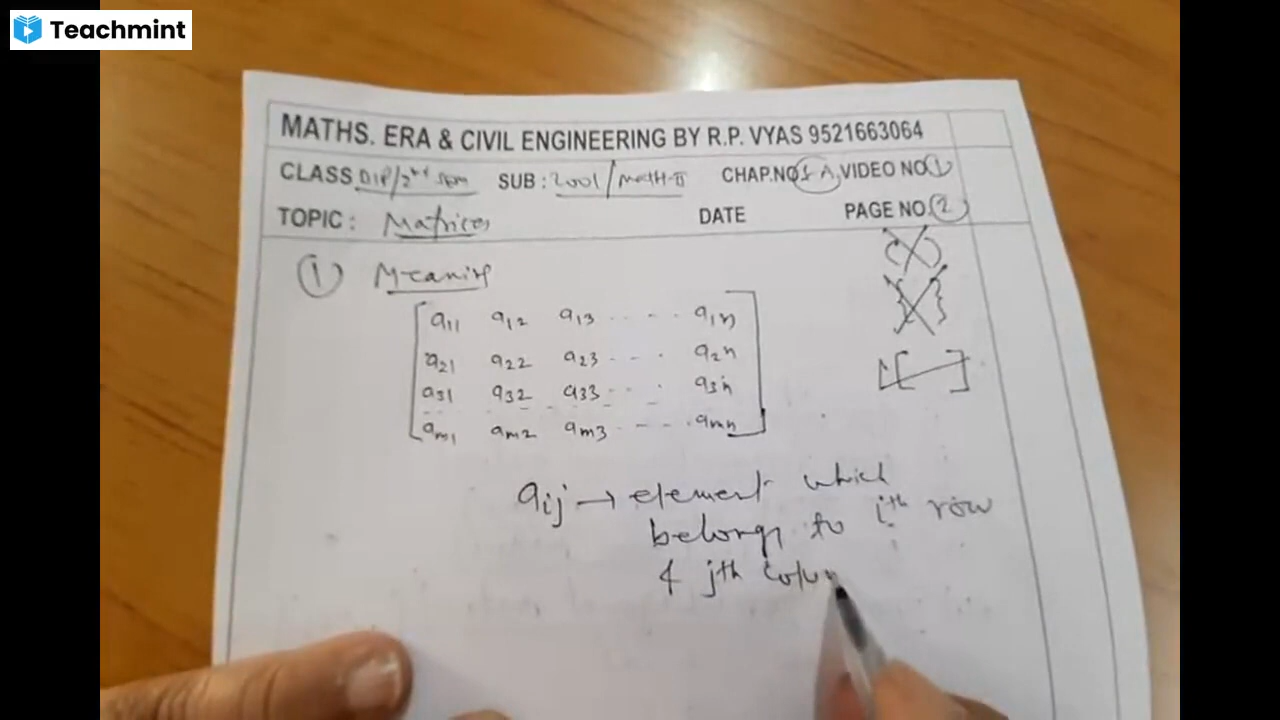 Teachmint
MATHS. ERA & CIVIL ENGINEERING BY R.P. VYAS 9521663064
CLASS DIP/2nd sem SUB : 2001/MATH-II CHAP.NO. 1 A, VIDEO NO. 1
TOPIC : Matrices DATE PAGE NO. 2
1 Meaning
[ a11 a12 a13 .... a1n ]
a21 a22 a23 ... a2n
a31 a32 a33 ... a3n
am1 am2 am3 .... amn
[ ]
aij → element which
belongs to ith row
& jth colum